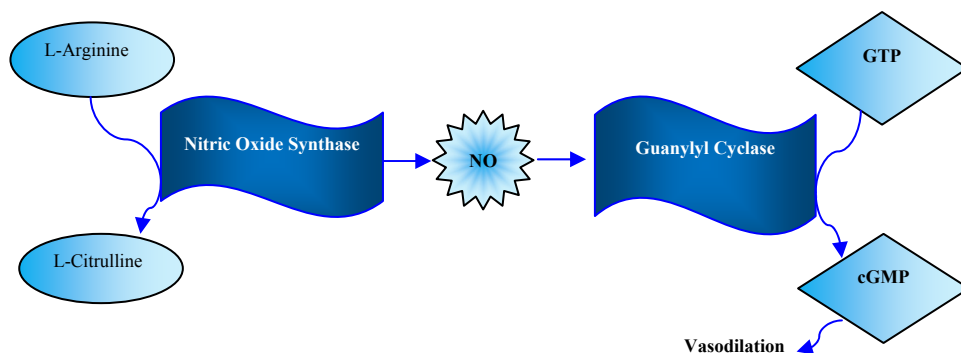 L-Arginine
GTP
Nitric Oxide Synthase
NO
Guanylyl Cyclase
L-Citrulline
cGMP
Vasodilation